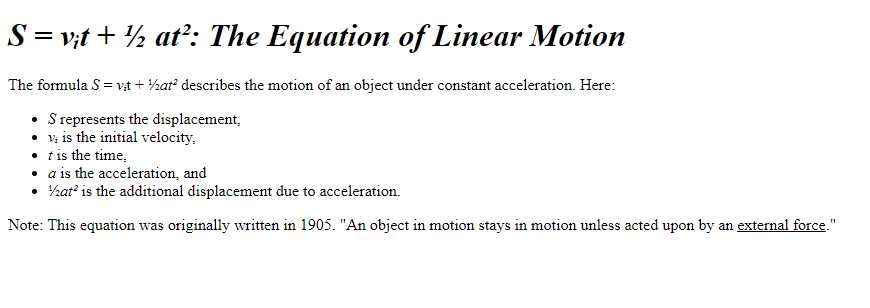 S = vᵢt + ½ at²: The Equation of Linear Motion
The formula S = vᵢt + ½at² describes the motion of an object under constant acceleration. Here:
• S represents the displacement,
• vᵢ is the initial velocity,
• t is the time,
• a is the acceleration, and
• ½at² is the additional displacement due to acceleration.
Note: This equation was originally written in 1905. "An object in motion stays in motion unless acted upon by an external force."